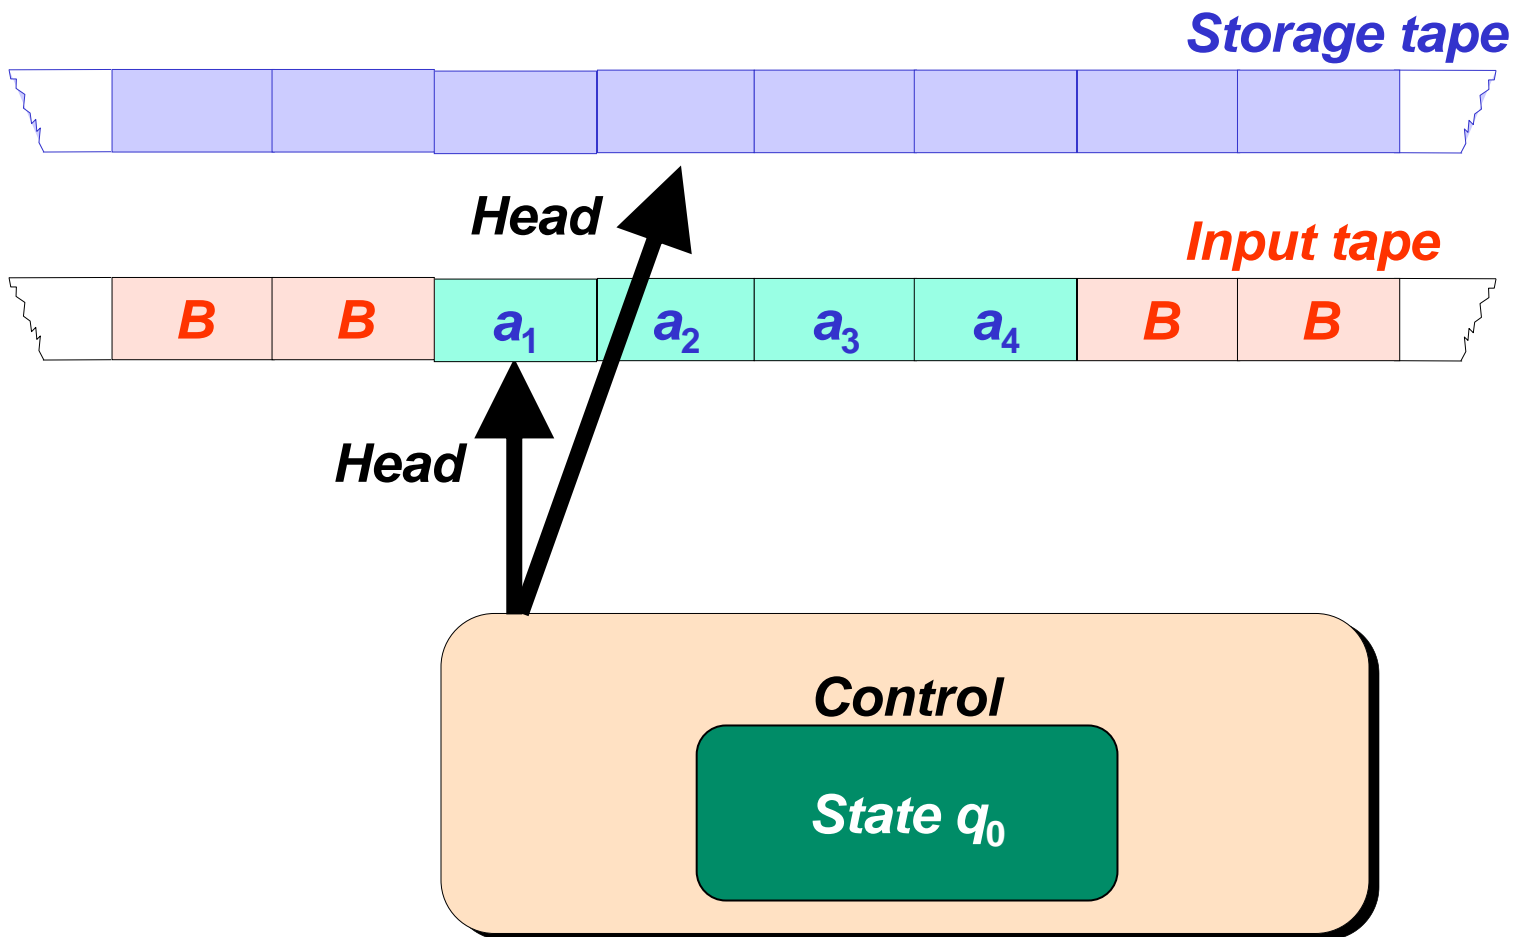 Storage tape
Head
Input tape
B B a₁ a₂ a₃ a₄ B B
Head
Control
State q₀